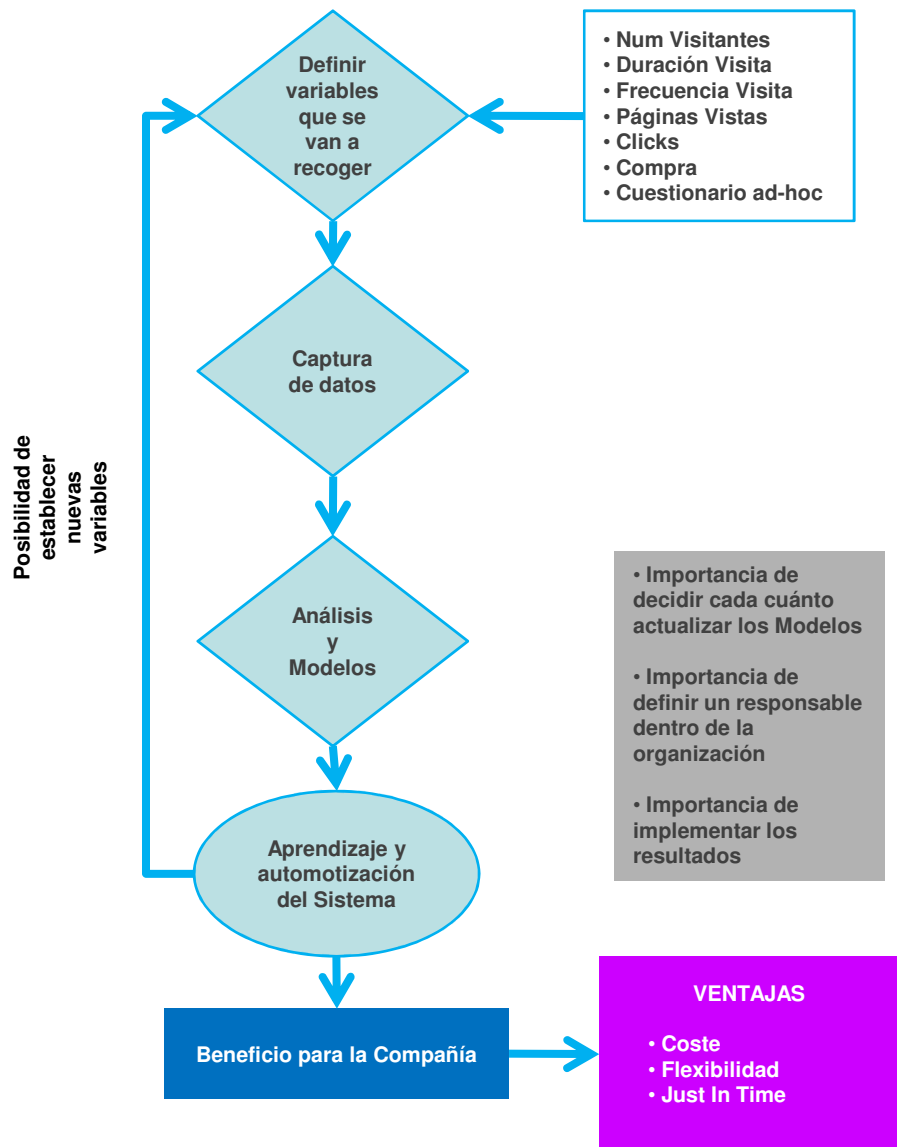 Definir
variables
que se
van a
recoger
• Num Visitantes
• Duración Visita
• Frecuencia Visita
• Páginas Vistas
• Clicks
• Compra
• Cuestionario ad-hoc
Captura
de datos
Posibilidad de
establecer
nuevas
variables
Análisis
y
Modelos
• Importancia de
decidir cada cuánto
actualizar los Modelos
• Importancia de
definir un responsable
dentro de la
organización
• Importancia de
implementar los
resultados
Aprendizaje y
automotización
del Sistema
Beneficio para la Compañía
VENTAJAS
• Coste
• Flexibilidad
• Just In Time